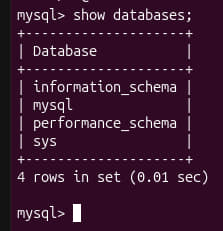 mysql> show databases;
+--------------------+
| Database           |
+--------------------+
| information_schema |
| mysql              |
| performance_schema |
| sys                |
+--------------------+
4 rows in set (0.01 sec)
mysql>